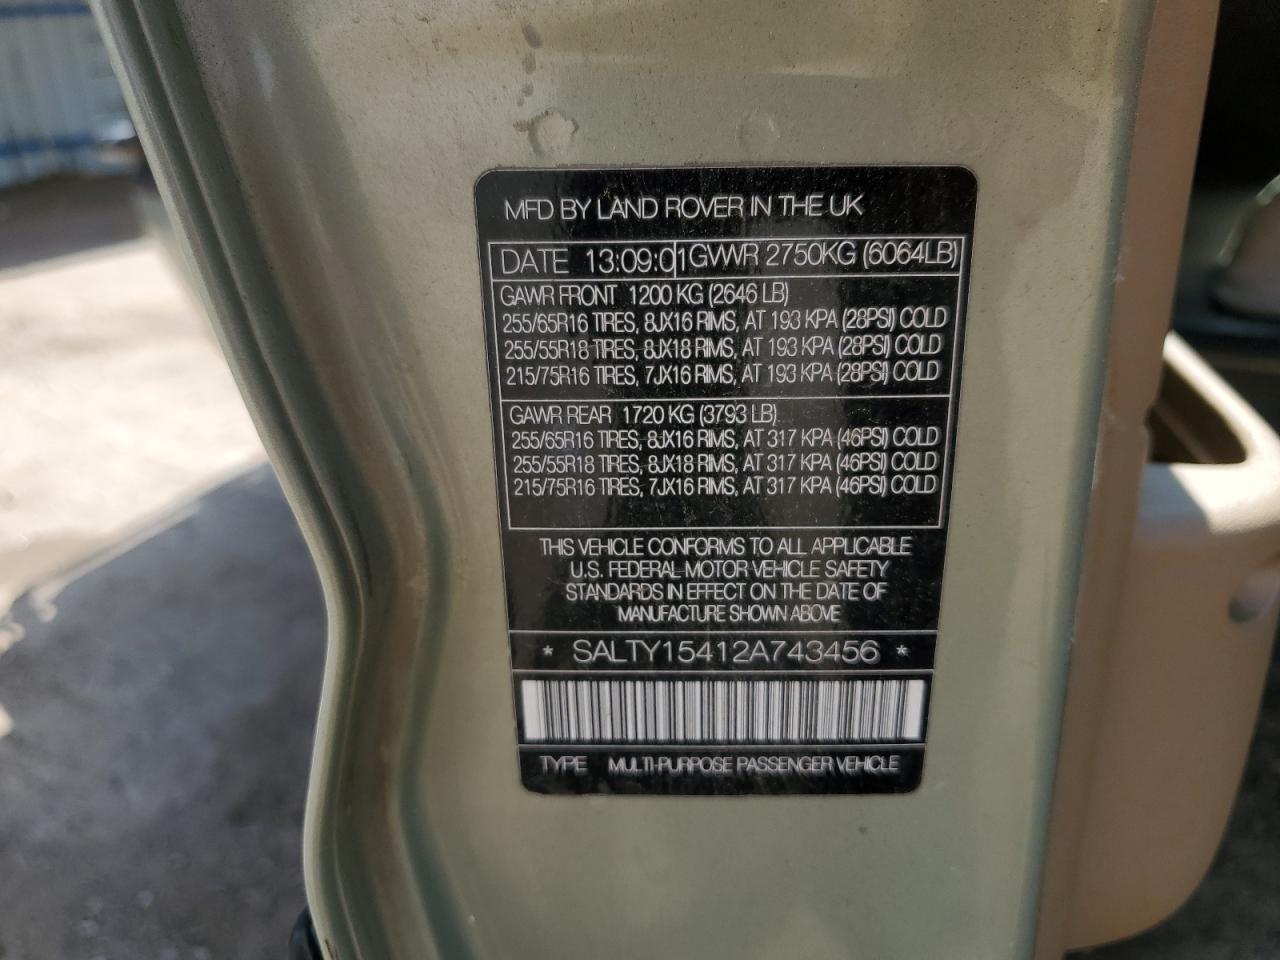 MFD BY LAND ROVER IN THE UK
DATE 13:09:01 GWWR 2750KG (6064LB)
GAWR FRONT 1200 KG (2646 LB)
255/65R16 TIRES, 8JX16 RIMS, AT 193 KPA (28PSI) COLD
255/55R18 TIRES, 8JX18 RIMS, AT 193 KPA (28PSI) COLD
215/75R16 TIRES, 7JX16 RIMS, AT 193 KPA (28PSI) COLD
GAWR REAR 1720 KG (3793 LB)
255/65R16 TIRES, 8JX16 RIMS, AT 317 KPA (46PSI) COLD
255/55R18 TIRES, 8JX18 RIMS, AT 317 KPA (46PSI) COLD
215/75R16 TIRES, 7JX16 RIMS, AT 317 KPA (46PSI) COLD
THIS VEHICLE CONFORMS TO ALL APPLICABLE
U.S. FEDERAL MOTOR VEHICLE SAFETY
STANDARDS IN EFFECT ON THE DATE OF
MANUFACTURE SHOWN ABOVE
* SALTY15412A743456 *
TYPE MULTI-PURPOSE PASSENGER VEHICLE